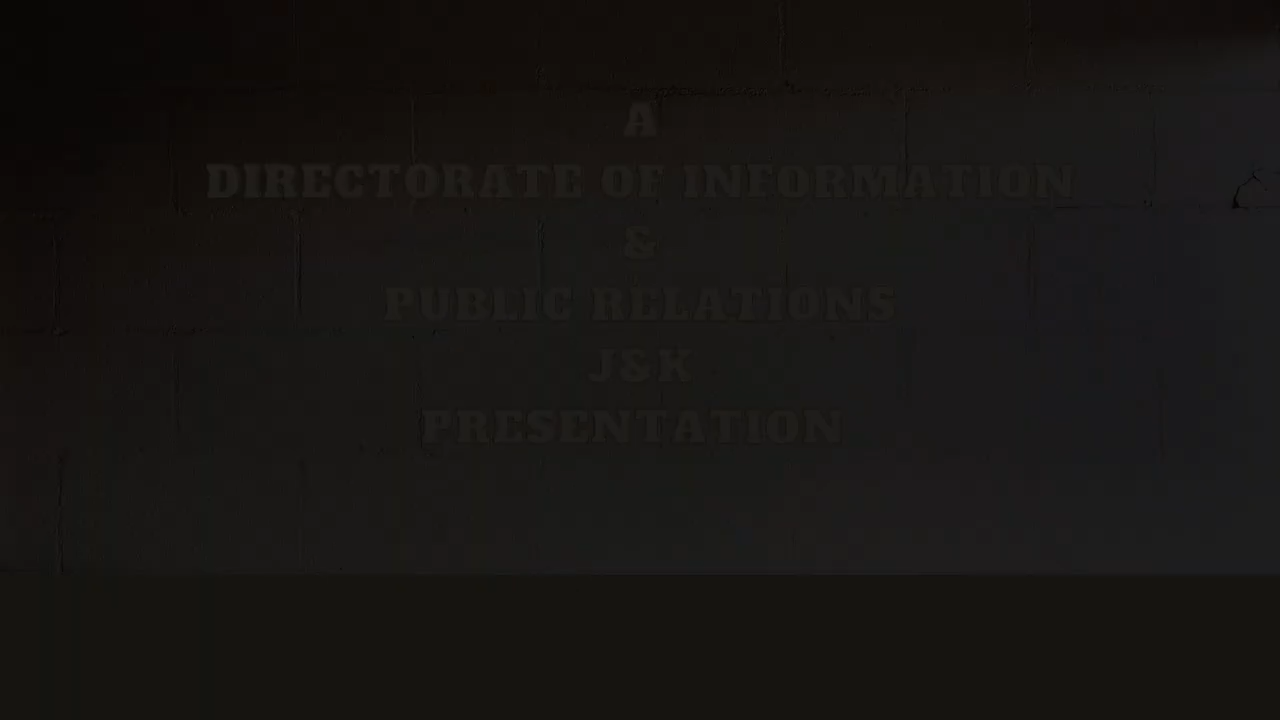 A
DIRECTORATE OF INFORMATION
&
PUBLIC RELATIONS
J&K
PRESENTATION